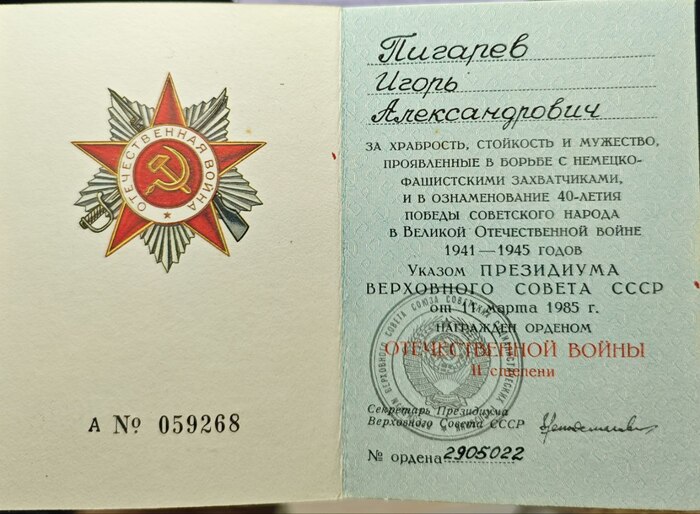 ОТЕЧЕСТВЕННАЯ ВОЙНА
А № 059268
Пигарев
Игорь
Александрович
ЗА ХРАБРОСТЬ, СТОЙКОСТЬ И МУЖЕСТВО,
ПРОЯВЛЕННЫЕ В БОРЬБЕ С НЕМЕЦКО-
ФАШИСТСКИМИ ЗАХВАТЧИКАМИ,
И В ОЗНАМЕНОВАНИЕ 40-ЛЕТИЯ
ПОБЕДЫ СОВЕТСКОГО НАРОДА
В ВЕЛИКОЙ ОТЕЧЕСТВЕННОЙ ВОЙНЕ
1941—1945 ГОДОВ
УКАЗОМ ПРЕЗИДИУМА
ВЕРХОВНОГО СОВЕТА СССР
от 11 марта 1985 г.
НАГРАЖДЕН ОРДЕНОМ
ОТЕЧЕСТВЕННОЙ ВОЙНЫ
II степени
Секретарь Президиума
Верховного Совета СССР
№ ордена 2905022